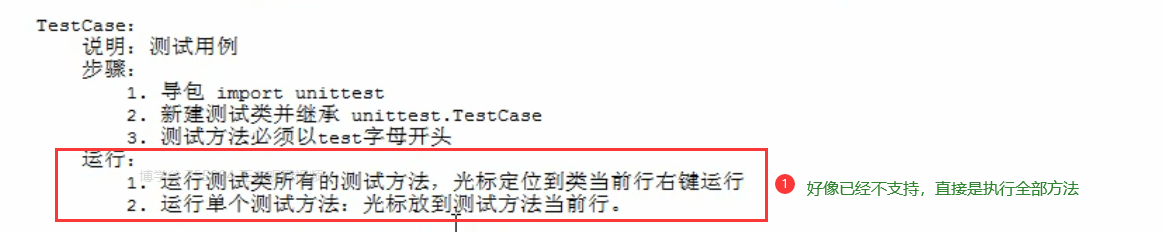 TestCase:
说明: 测试用例
步骤:
1. 导包 import unittest
2. 新建测试类并继承 unittest.TestCase
3. 测试方法必须以test字母开头
运行:
1. 运行测试类所有的测试方法, 光标定位到类当前行右键运行
2. 运行单个测试方法: 光标放到测试方法当前行。
1 好像已经不支持，直接是执行全部方法